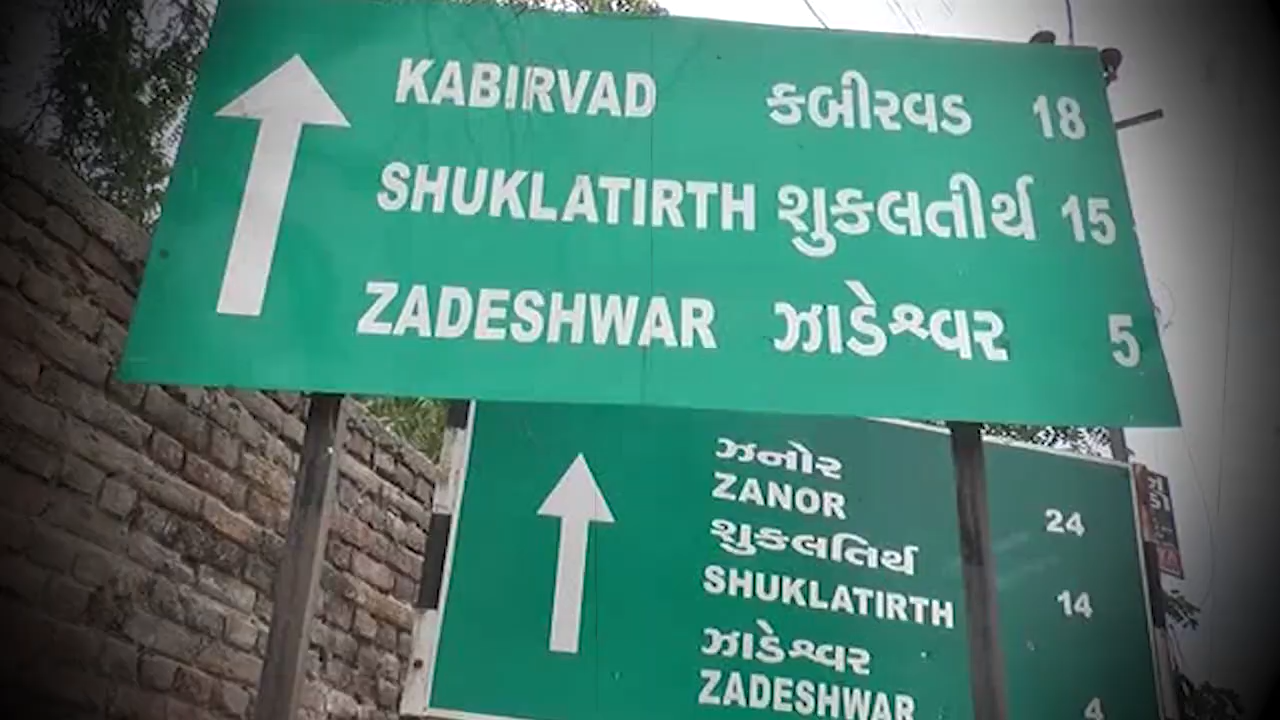 KABIRVAD કબીરવડ 18
SHUKLATIRTH શુકલતીર્થ 15
ZADESHWAR ઝાડેશ્વર 5
ઝનોર
ZANOR 24
શુકલતિર્થ
SHUKLATIRTH 14
ઝાડેશ્વર
ZADESHWAR 4